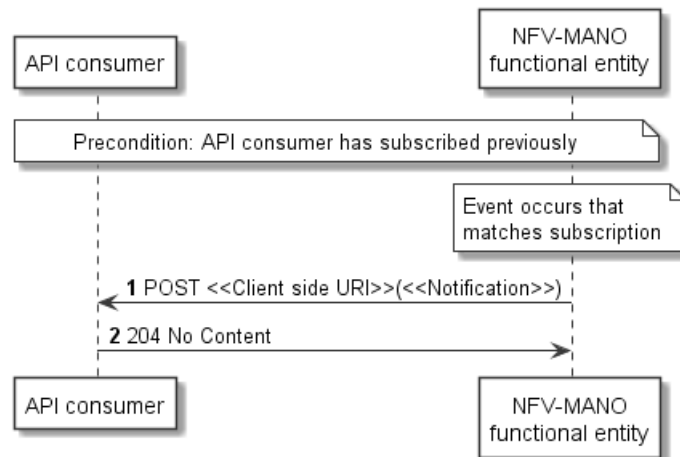 API consumer
NFV-MANO
functional entity
Precondition: API consumer has subscribed previously
Event occurs that
matches subscription
1 POST <<Client side URI>>(<<Notification>>)
2 204 No Content
API consumer
NFV-MANO
functional entity